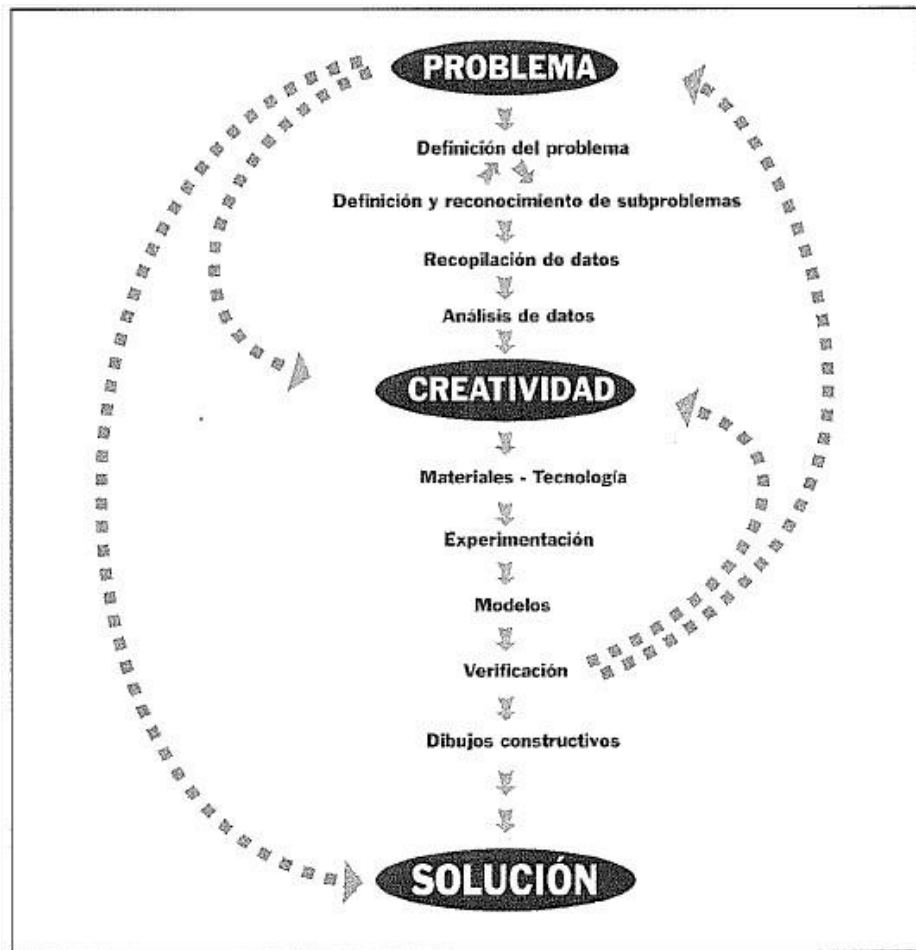 PROBLEMA
Definición del problema
Definición y reconocimiento de subproblemas
Recopilación de datos
Análisis de datos
CREATIVIDAD
Materiales - Tecnología
Experimentación
Modelos
Verificación
Dibujos constructivos
SOLUCIÓN